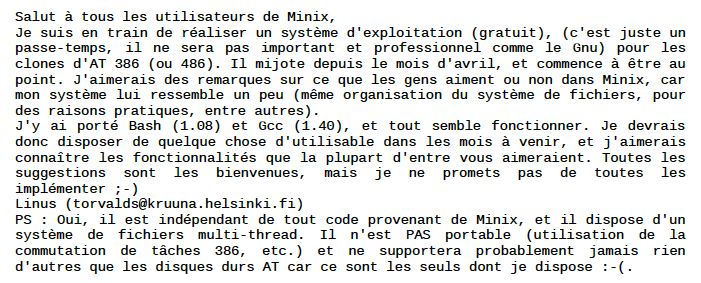 Salut à tous les utilisateurs de Minix,
Je suis en train de réaliser un système d'exploitation (gratuit), (c'est juste un
passe-temps, il ne sera pas important et professionnel comme le Gnu) pour les
clones d'AT 386 (ou 486). Il mijote depuis le mois d'avril, et commence à être au
point. J'aimerais des remarques sur ce que les gens aiment ou non dans Minix, car
mon système lui ressemble un peu (même organisation du système de fichiers, pour
des raisons pratiques, entre autres).
J'y ai porté Bash (1.08) et Gcc (1.40), et tout semble fonctionner. Je devrais
donc disposer de quelque chose d'utilisable dans les mois à venir, et j'aimerais
connaître les fonctionnalités que la plupart d'entre vous aimeraient. Toutes les
suggestions sont les bienvenues, mais je ne promets pas de toutes les
implémenter ;-)
Linus (torvalds@kruuna.helsinki.fi)
PS : Oui, il est indépendant de tout code provenant de Minix, et il dispose d'un
système de fichiers multi-thread. Il n'est PAS portable (utilisation de la
commutation de tâches 386, etc.) et ne supportera probablement jamais rien
d'autres que les disques durs AT car ce sont les seuls dont je dispose :-(.